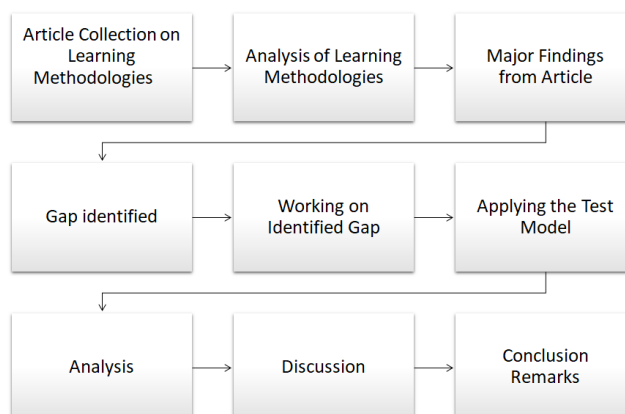 Article Collection on
Learning
Methodologies
Analysis of Learning
Methodologies
Major Findings
from Article
Gap identified
Working on
Identified Gap
Applying the Test
Model
Analysis
Discussion
Conclusion
Remarks